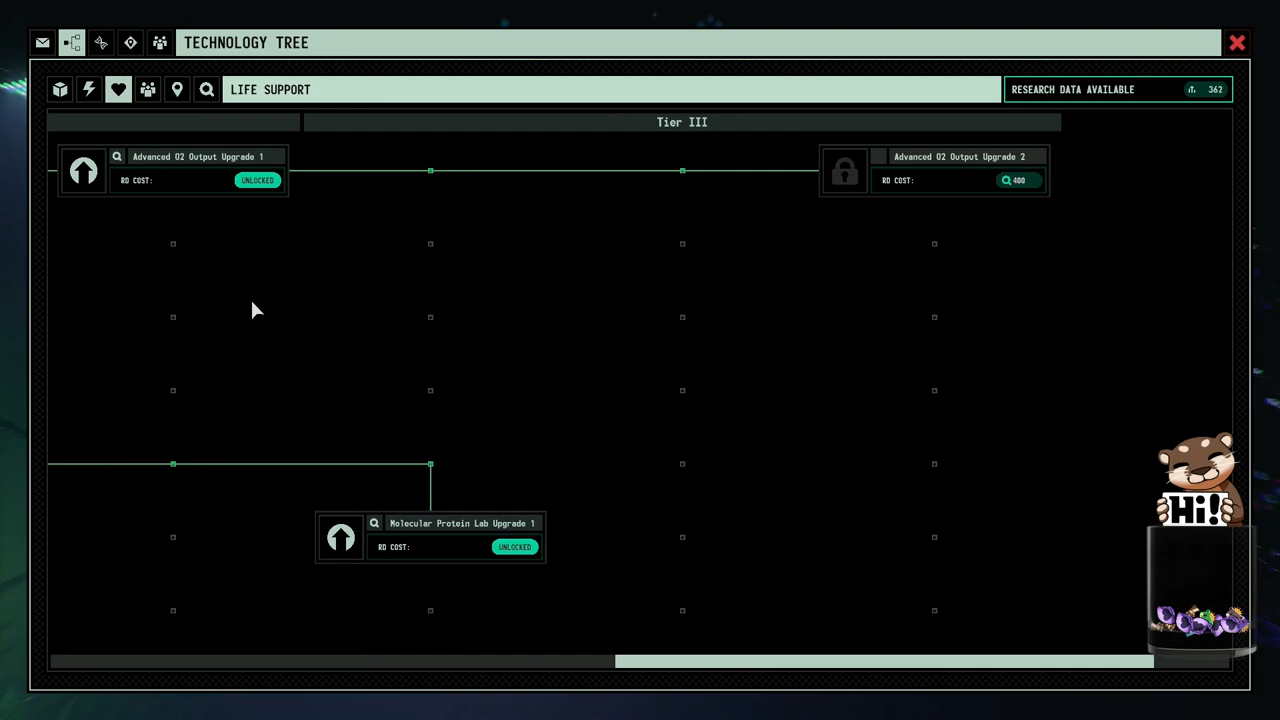 TECHNOLOGY TREE
LIFE SUPPORT
RESEARCH DATA AVAILABLE 362
Tier III
Advanced O2 Output Upgrade 1
RD COST: UNLOCKED
Advanced O2 Output Upgrade 2
RD COST: 400
Molecular Protein Lab Upgrade 1
RD COST: UNLOCKED
Hi!